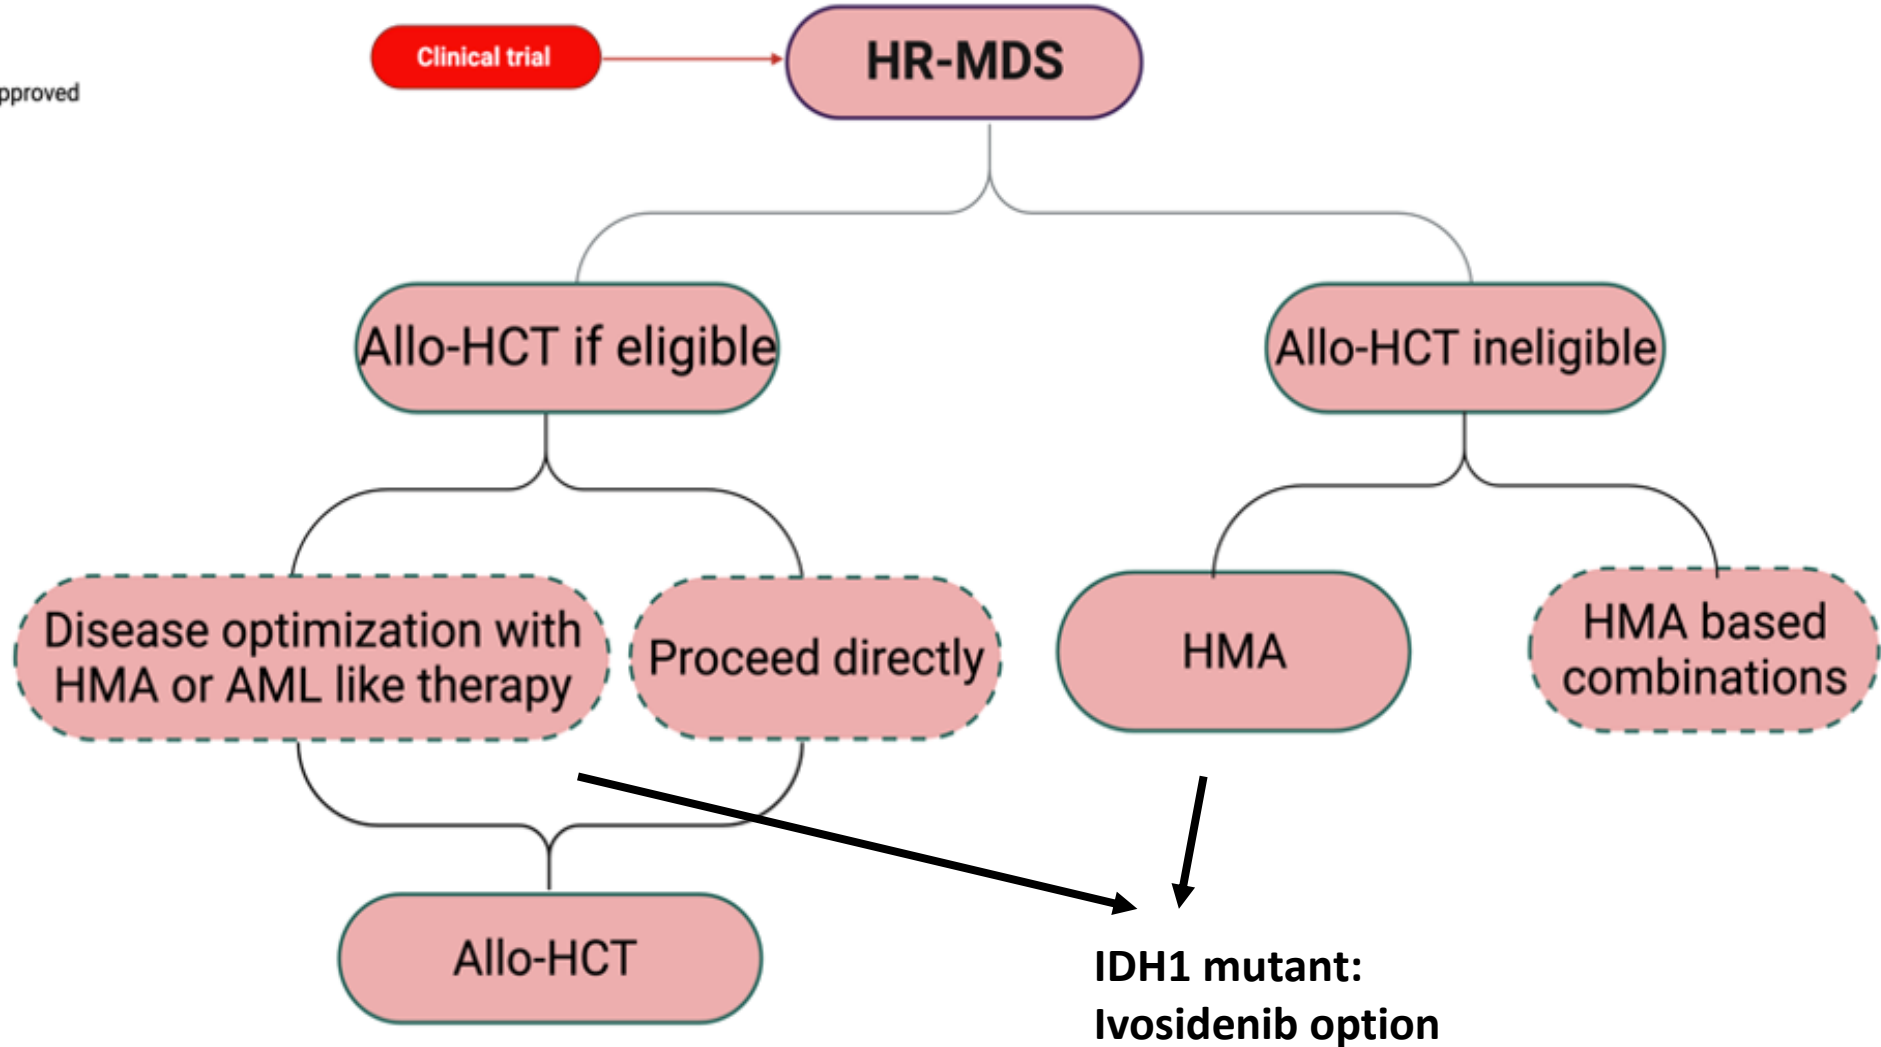 Clinical trial
HR-MDS
pproved
Allo-HCT if eligible
Allo-HCT ineligible
Disease optimization with
HMA or AML like therapy
Proceed directly
HMA
HMA based
combinations
Allo-HCT
IDH1 mutant:
Ivosidenib option